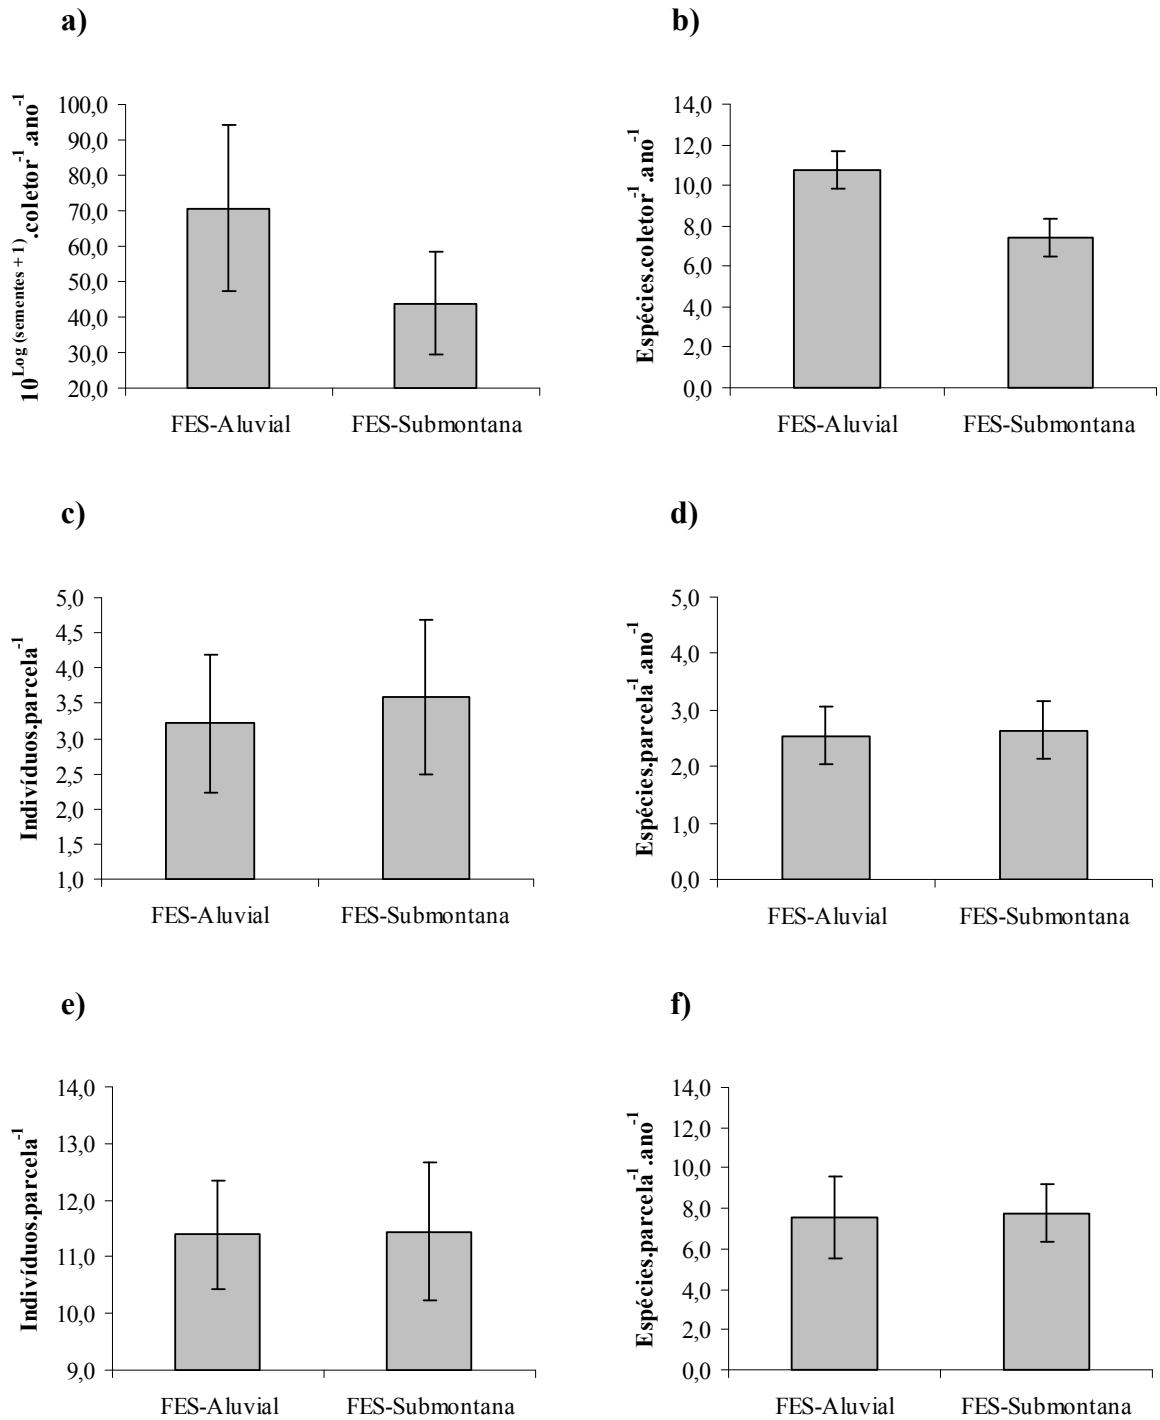 a)
10^Log (sementes + 1) .coletor^-1 .ano^-1
100,0
90,0
80,0
70,0
60,0
50,0
40,0
30,0
20,0
FES-Aluvial FES-Submontana
b)
Espécies.coletor^-1 .ano^-1
14,0
12,0
10,0
8,0
6,0
4,0
2,0
0,0
FES-Aluvial FES-Submontana
c)
Indivíduos.parcela^-1
5,0
4,5
4,0
3,5
3,0
2,5
2,0
1,5
1,0
FES-Aluvial FES-Submontana
d)
Espécies.parcela^-1 .ano^-1
5,0
4,0
3,0
2,0
1,0
0,0
FES-Aluvial FES-Submontana
e)
Indivíduos.parcela^-1
14,0
13,0
12,0
11,0
10,0
9,0
FES-Aluvial FES-Submontana
f)
Espécies.parcela^-1 .ano^-1
14,0
12,0
10,0
8,0
6,0
4,0
2,0
0,0
FES-Aluvial FES-Submontana